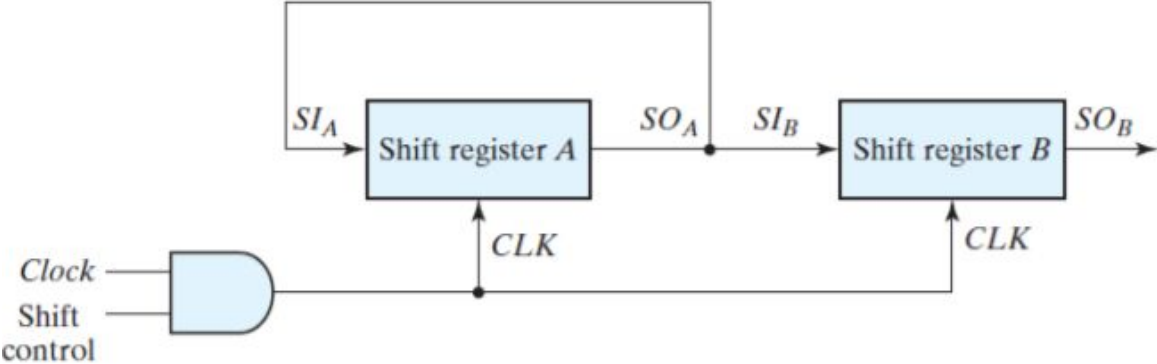 SI_A
Shift register A
SO_A
SI_B
Shift register B
SO_B
CLK
CLK
Clock
Shift
control